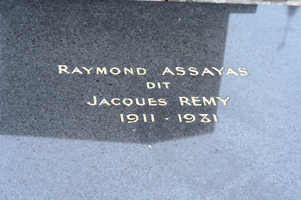 RAYMOND ASSAYAS
DIT
JACQUES REMY
1911 - 1981